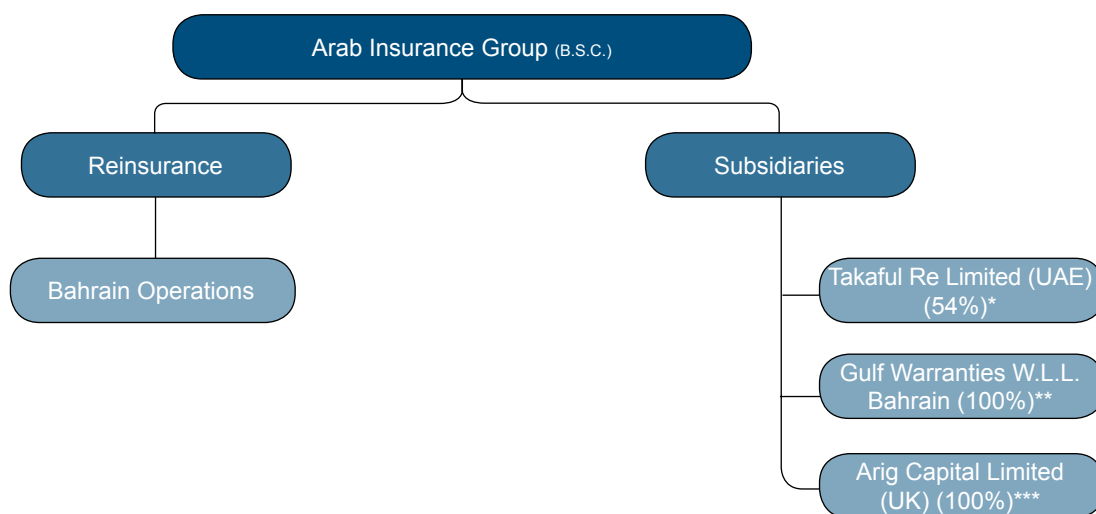 Arab Insurance Group (B.S.C.)
Reinsurance
Subsidiaries
Bahrain Operations
Takaful Re Limited (UAE)
(54%)*
Gulf Warranties W.L.L.
Bahrain (100%)**
Arig Capital Limited
(UK) (100%)***